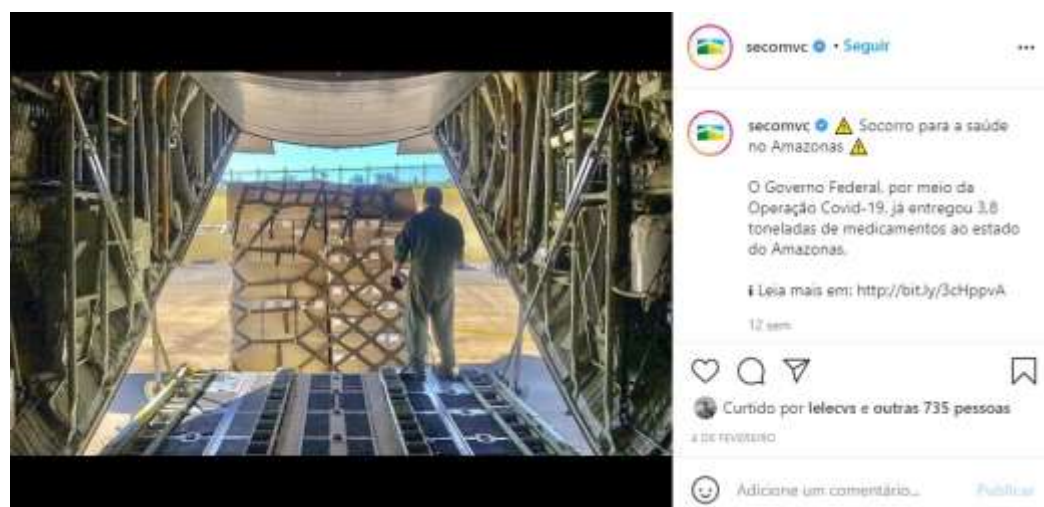 secomvc • Seguir
secomvc ⚠ Socorro para a saúde
no Amazonas ⚠
O Governo Federal, por meio da
Operação Covid-19, já entregou 3,8
toneladas de medicamentos ao estado
do Amazonas.
ℹ Leia mais em: http://bit.ly/3cHppvA
12 sem
Curtido por lelecvs e outras 735 pessoas
4 DE FEVEREIRO
Adicione um comentário...
Publicar